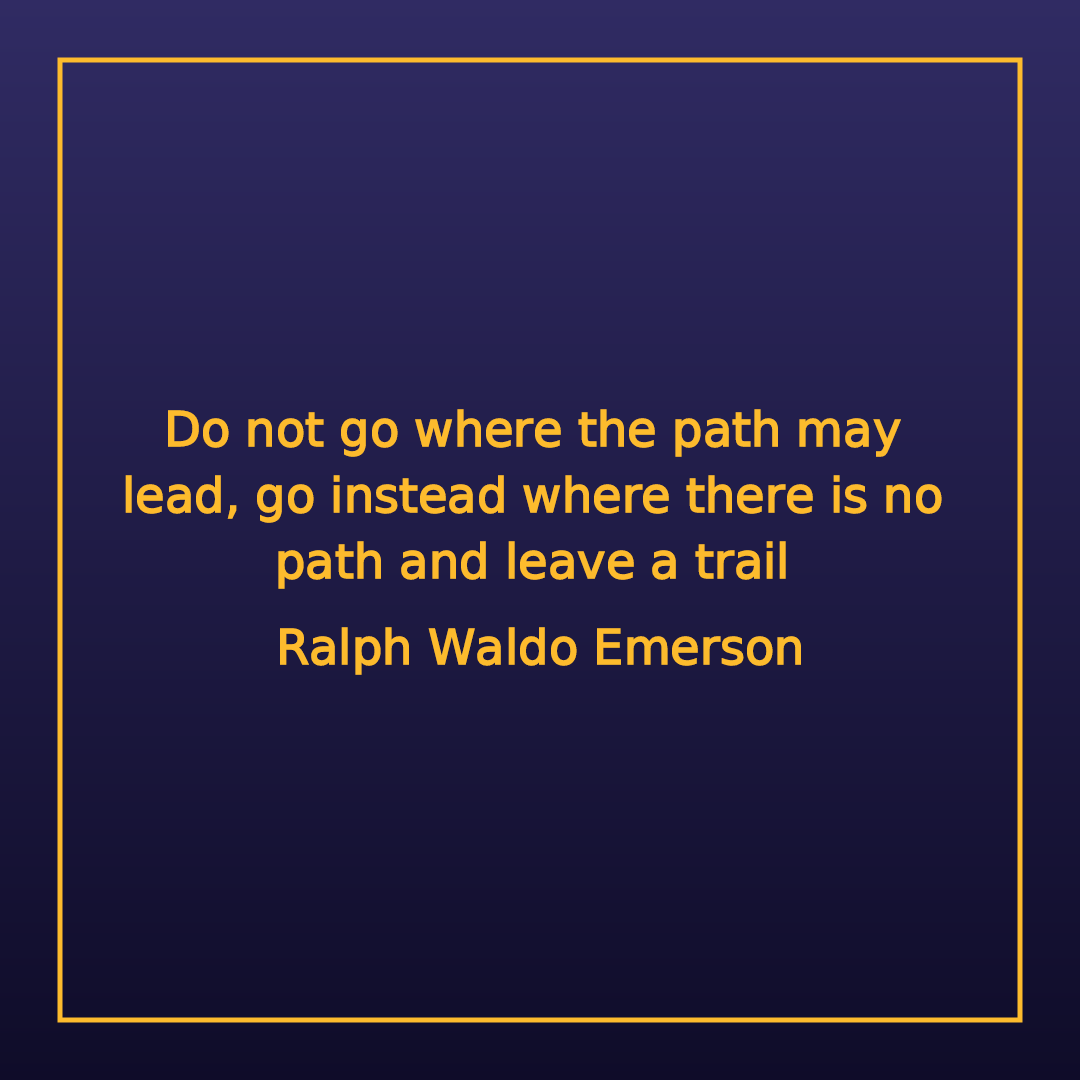 Do not go where the path may
lead, go instead where there is no
path and leave a trail
Ralph Waldo Emerson